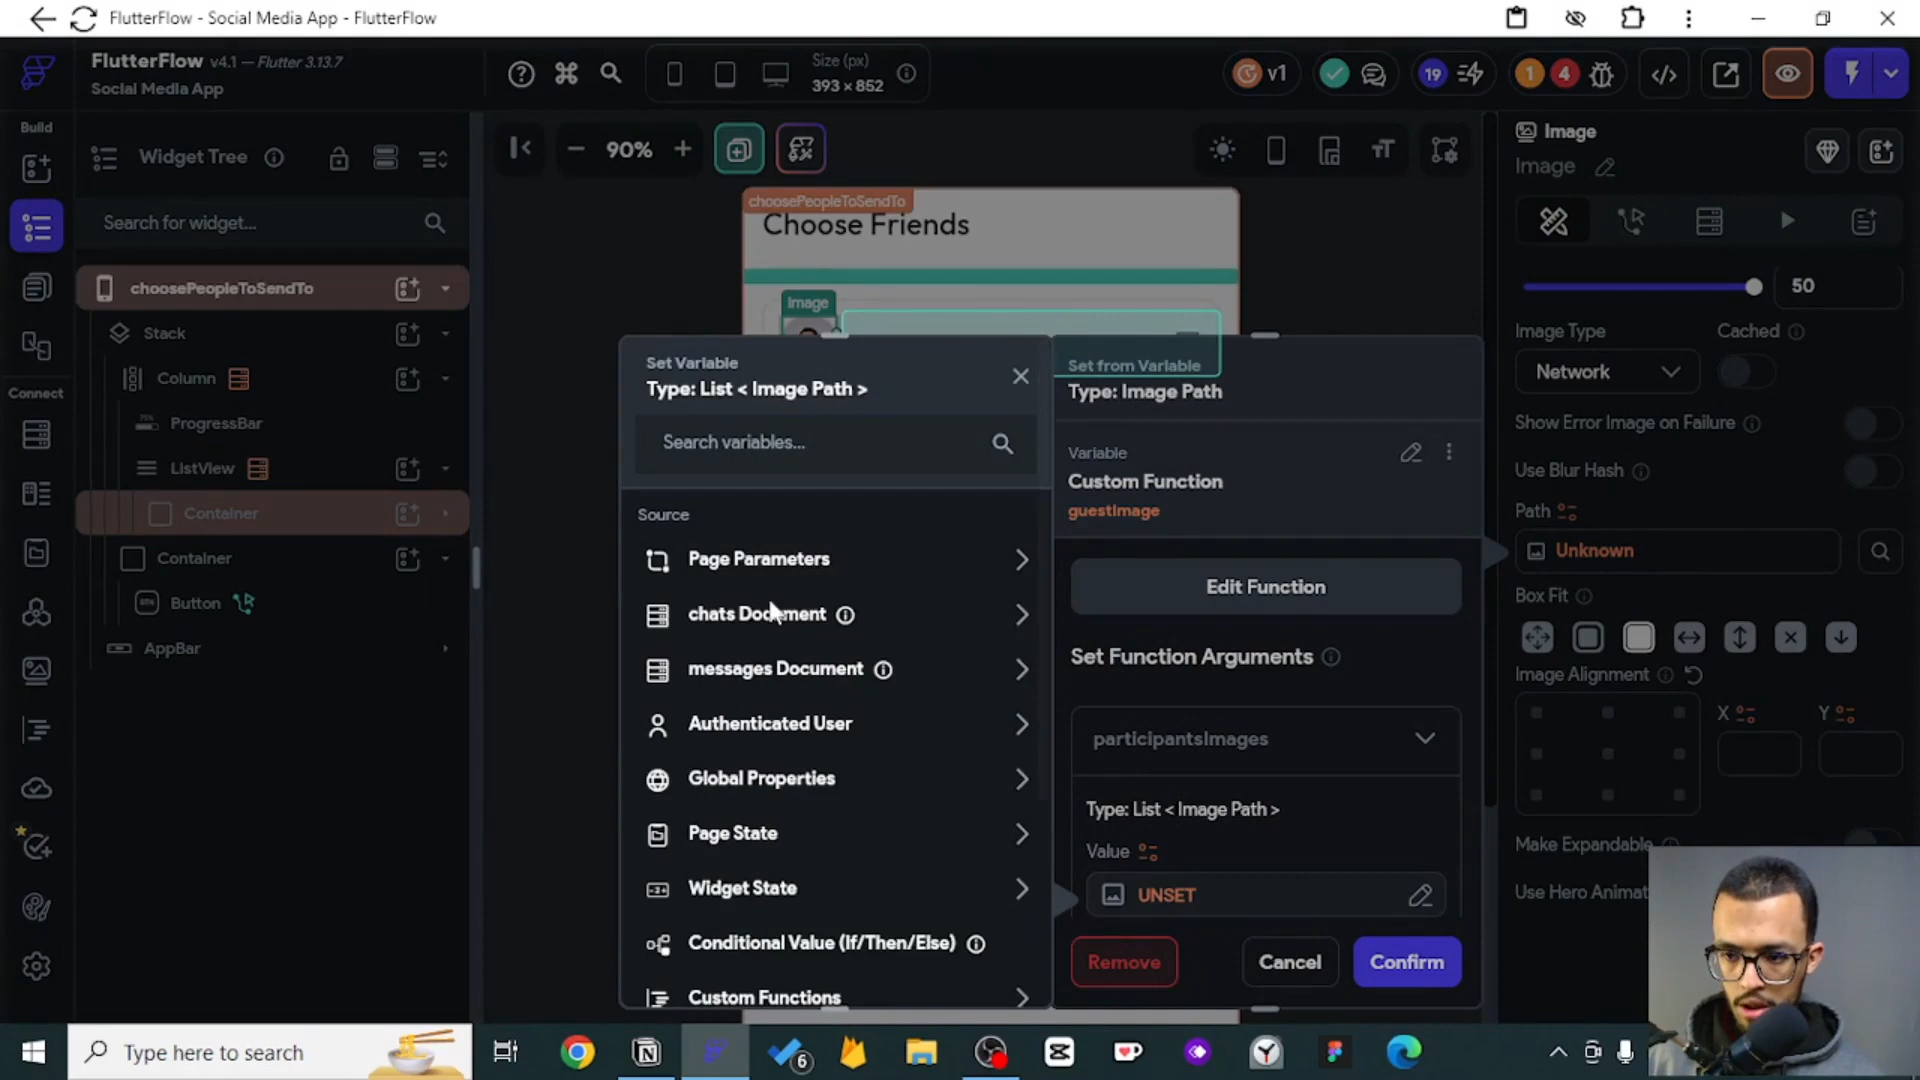 FlutterFlow - Social Media App - FlutterFlow
FlutterFlow v4.1 — Flutter 3.13.7
Social Media App
Size (px)
393 × 852
v1
19
1
4
Build
Connect
Widget Tree
Search for widget...
choosePeopleToSendTo
Stack
Column
ProgressBar
ListView
Container
Container
Button
AppBar
90%
choosePeopleToSendTo
Choose Friends
Image
Set Variable
Type: List < Image Path >
Search variables...
Source
Page Parameters
chats Document
messages Document
Authenticated User
Global Properties
Page State
Widget State
Conditional Value (If/Then/Else)
Custom Functions
Set from Variable
Type: Image Path
Variable
Custom Function
guestImage
Edit Function
Set Function Arguments
participantsImages
Type: List < Image Path >
Value
UNSET
Remove
Cancel
Confirm
Image
Image
50
Image Type
Cached
Network
Show Error Image on Failure
Use Blur Hash
Path
Unknown
Box Fit
Image Alignment
X
Y
Make Expandable
Use Hero Animat
Type here to search
6